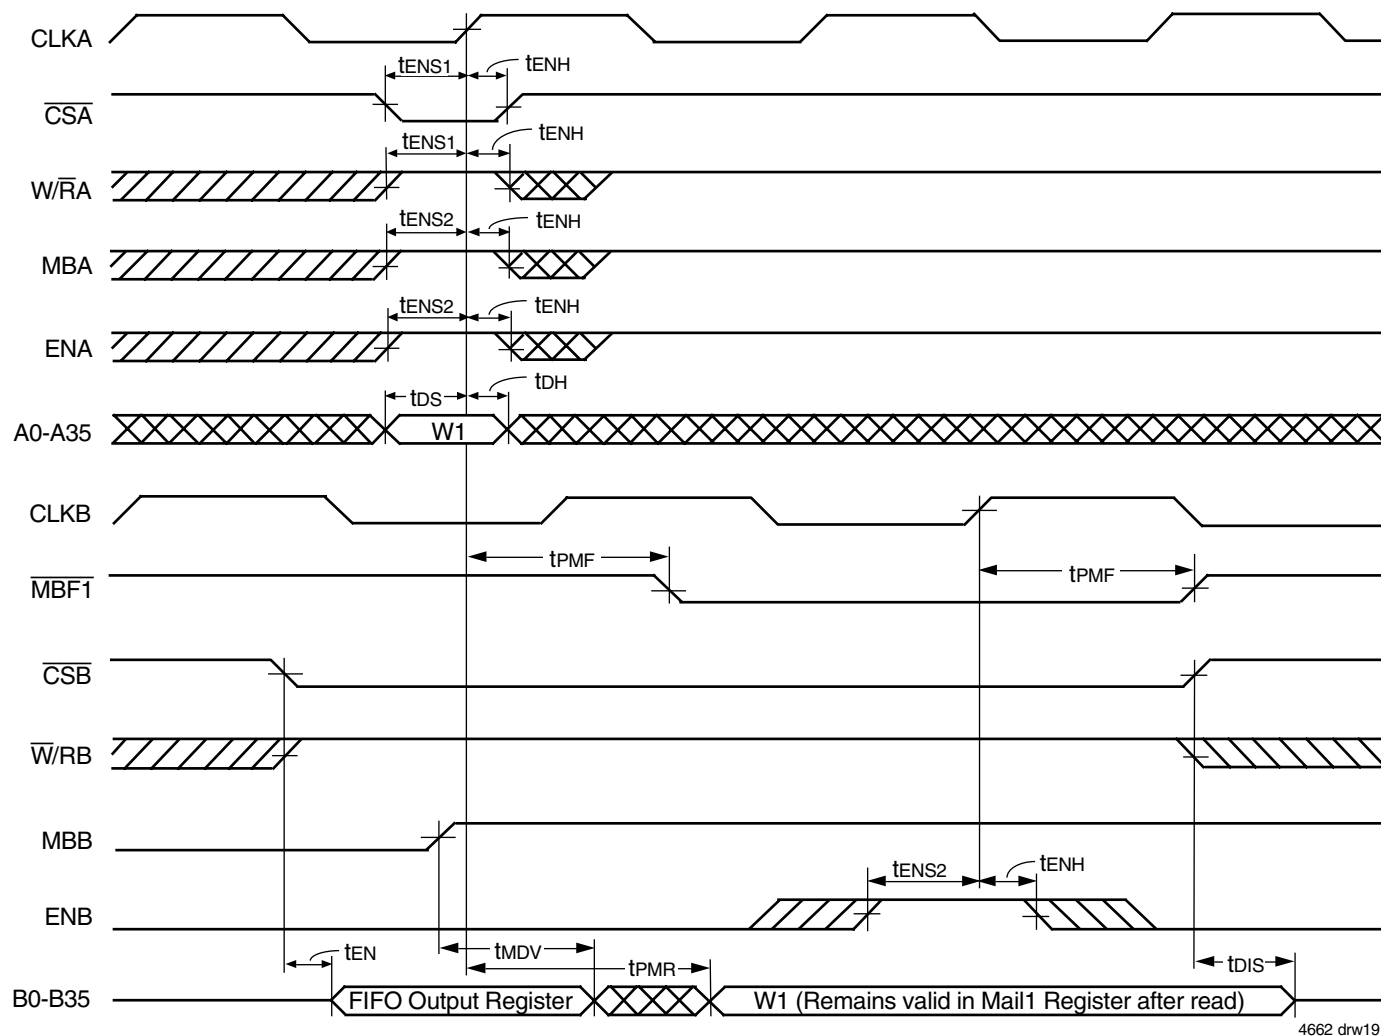 CLKA
tENS1 tENH
CSA
tENS1 tENH
W/RA
tENS2 tENH
MBA
tENS2 tENH
ENA
tDS tDH
A0-A35 W1
CLKB
tPMF tPMF
MBF1
CSB
W/RB
MBB
tENS2 tENH
ENB
tEN tMDV tPMR tDIS
B0-B35 FIFO Output Register W1 (Remains valid in Mail1 Register after read)
4662 drw19